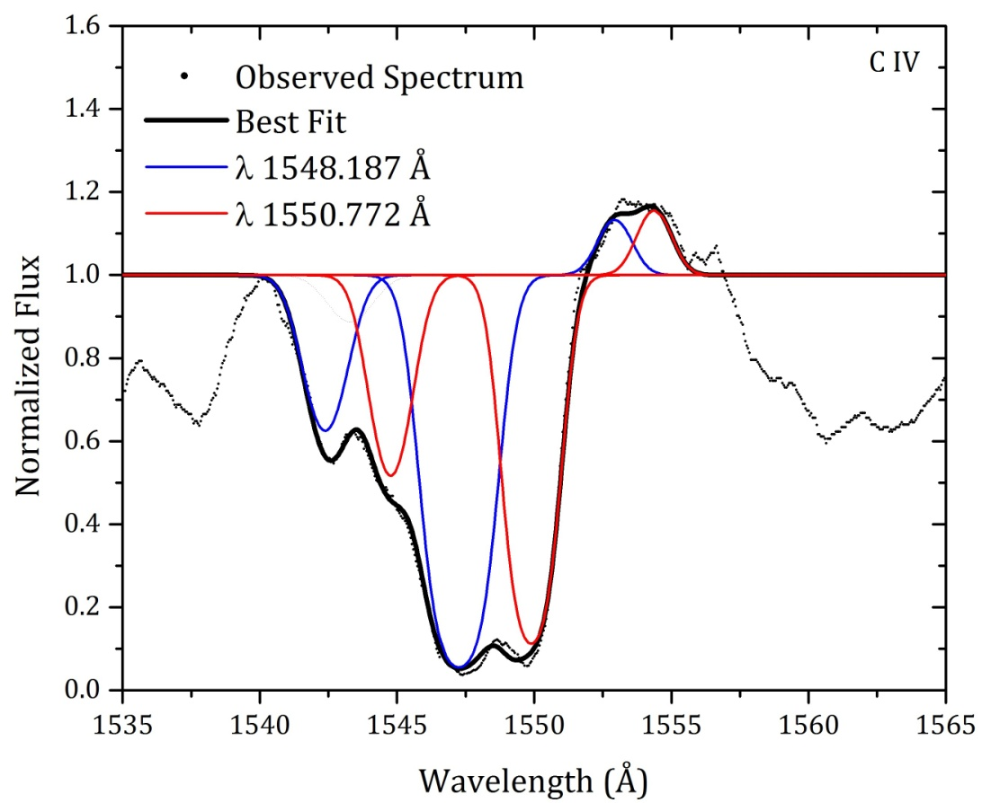 1.6
1.4
1.2
1.0
0.8
0.6
0.4
0.2
0.0
Normalized Flux
C IV
Observed Spectrum
Best Fit
λ 1548.187 Å
λ 1550.772 Å
1535 1540 1545 1550 1555 1560 1565
Wavelength (Å)